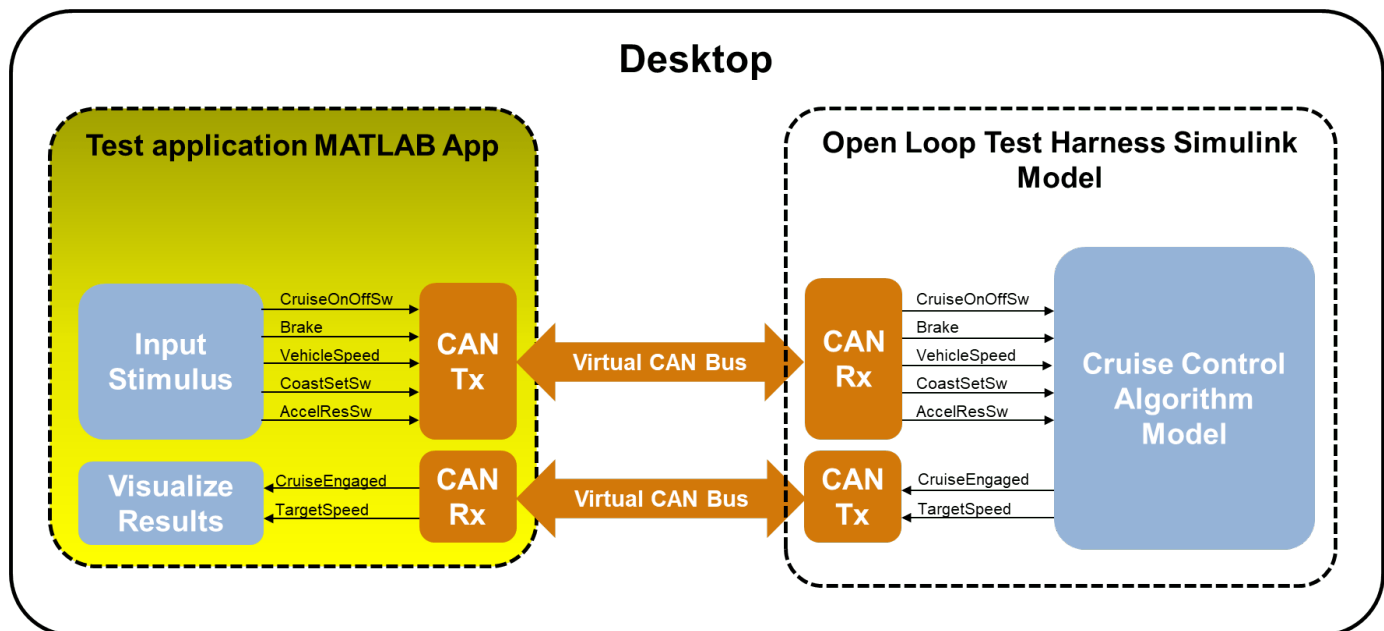 Desktop
Test application MATLAB App
Input
Stimulus
CruiseOnOffSw
Brake
VehicleSpeed
CoastSetSw
AccelResSw
CAN
Tx
Visualize
Results
CruiseEngaged
TargetSpeed
CAN
Rx
Virtual CAN Bus
Virtual CAN Bus
Open Loop Test Harness Simulink
Model
CAN
Rx
CruiseOnOffSw
Brake
VehicleSpeed
CoastSetSw
AccelResSw
CAN
Tx
CruiseEngaged
TargetSpeed
Cruise Control
Algorithm
Model